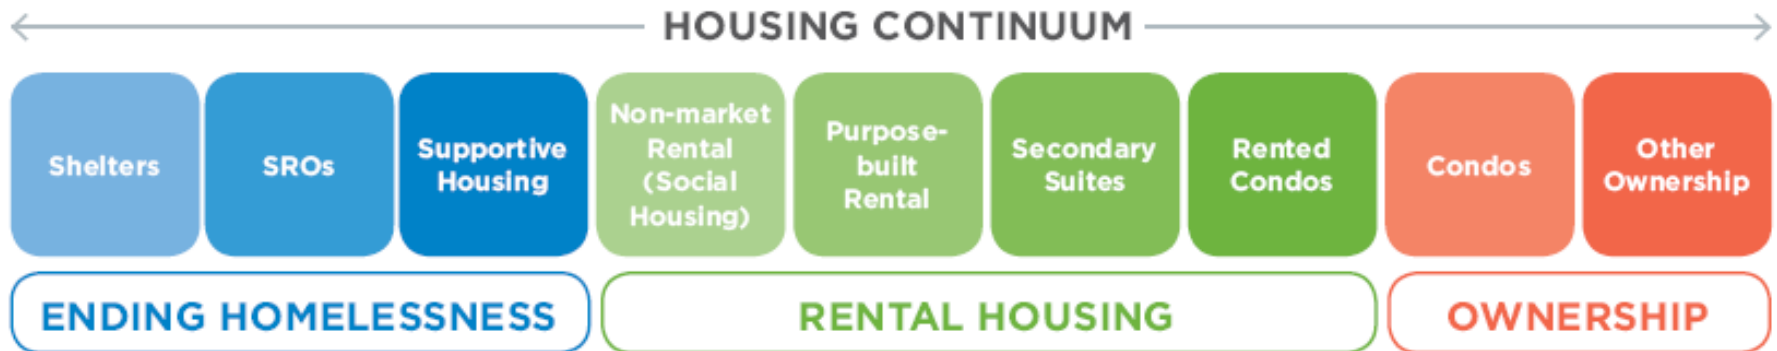 HOUSING CONTINUUM
Shelters
SROs
Supportive
Housing
Non-market
Rental
(Social
Housing)
Purpose-
built
Rental
Secondary
Suites
Rented
Condos
Condos
Other
Ownership
ENDING HOMELESSNESS
RENTAL HOUSING
OWNERSHIP